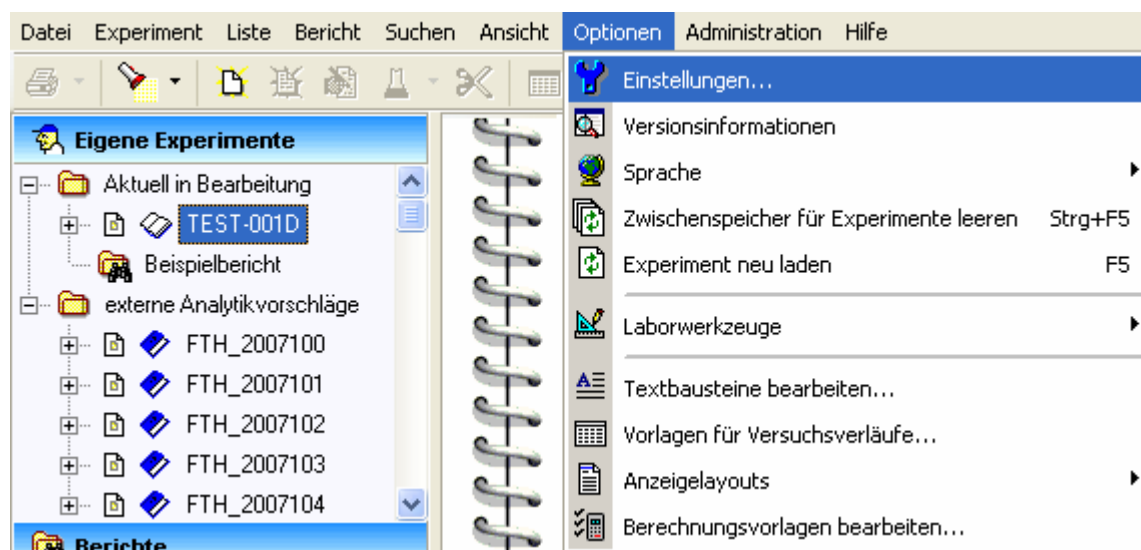 Datei Experiment Liste Bericht Suchen Ansicht Optionen Administration Hilfe
Eigene Experimente
Aktuell in Bearbeitung
TEST-001D
Beispielbericht
externe Analytikvorschläge
FTH_2007100
FTH_2007101
FTH_2007102
FTH_2007103
FTH_2007104
Berichte
Einstellungen...
Versionsinformationen
Sprache
Zwischenspeicher für Experimente leeren Strg+F5
Experiment neu laden F5
Laborwerkzeuge
Textbausteine bearbeiten...
Vorlagen für Versuchsverläufe...
Anzeigelayouts
Berechnungsvorlagen bearbeiten...